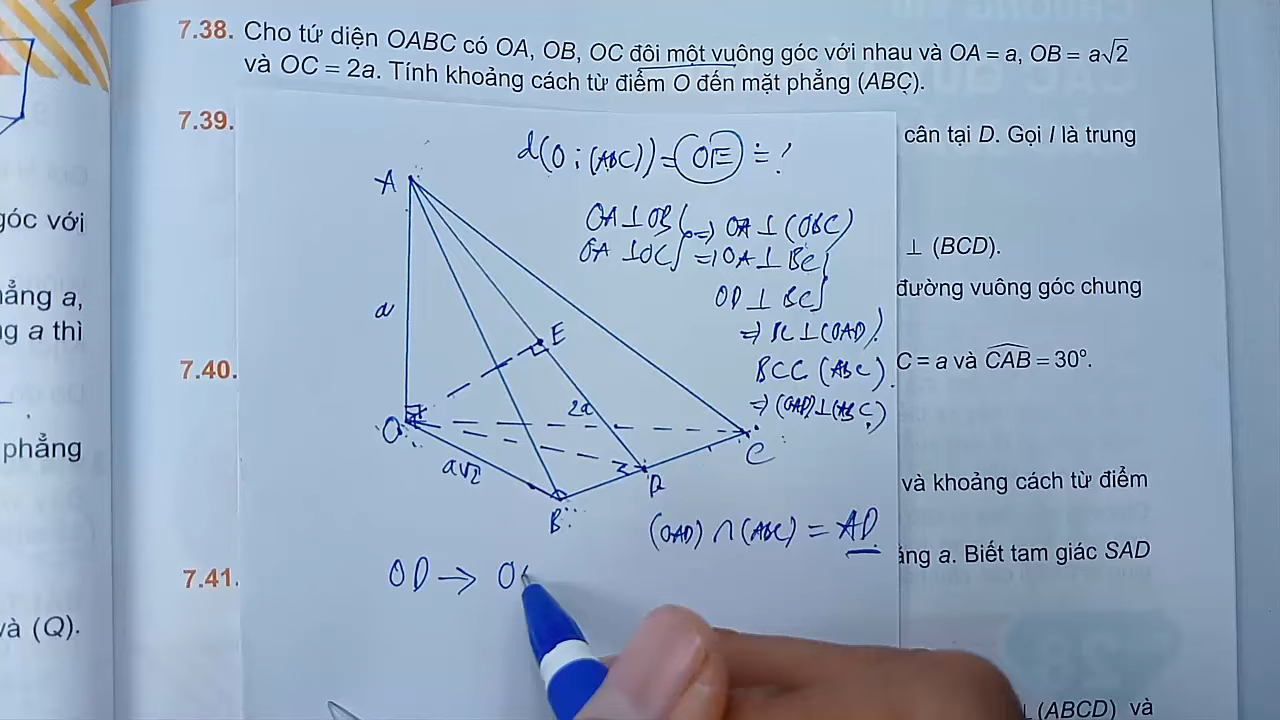 7.38. Cho tứ diện OABC có OA, OB, OC đôi một vuông góc với nhau và OA = a, OB = a√2
và OC = 2a. Tính khoảng cách từ điểm O đến mặt phẳng (ABC).
7.39.
cân tại D. Gọi I là trung
d(O ; (ABC)) = OE = ?
A
góc với
OA ⊥ OB } => OA ⊥ (OBC)
OA ⊥ OC } => OA ⊥ BC }
⊥ (BCD).
ẳng a,
OD ⊥ BC }
đường vuông góc chung
a
g a thì
=> BC ⊥ (OAD)
E
7.40.
BC ⊂ (ABC)
C = a và CAB = 30°.
2a
=> (OAD) ⊥ (ABC)
O
phẳng
C
a√2
D
và khoảng cách từ điểm
B
(OAD) ∩ (ABC) = AD
ng a. Biết tam giác SAD
7.41.
OD → O
và (Q).
(ABCD) và